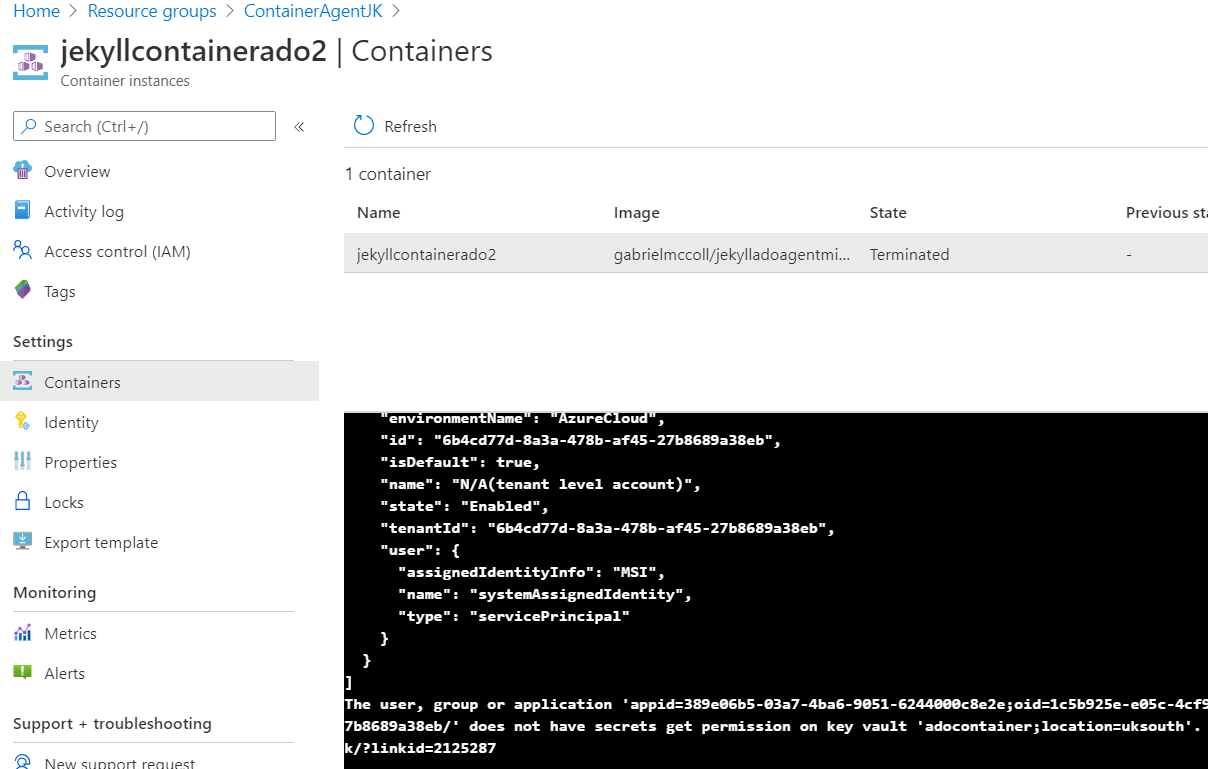 Home > Resource groups > ContainerAgentJK >
jekyllcontainerado2 | Containers
Container instances
Search (Ctrl+/)
«
Refresh
Overview
Activity log
Access control (IAM)
Tags
Settings
Containers
Identity
Properties
Locks
Export template
Monitoring
Metrics
Alerts
Support + troubleshooting
New support request
1 container
Name Image State Previous sta
jekyllcontainerado2 gabrielmccoll/jekylladoagentmi... Terminated -
"environmentName": "AzureCloud",
"id": "6b4cd77d-8a3a-478b-af45-27b8689a38eb",
"isDefault": true,
"name": "N/A(tenant level account)",
"state": "Enabled",
"tenantId": "6b4cd77d-8a3a-478b-af45-27b8689a38eb",
"user": {
"assignedIdentityInfo": "MSI",
"name": "systemAssignedIdentity",
"type": "servicePrincipal"
}
}
]
The user, group or application 'appid=389e06b5-03a7-4ba6-9051-6244000c8e2e;oid=1c5b925e-e05c-4cf9
7b8689a38eb/' does not have secrets get permission on key vault 'adocontainer;location=uksouth'.
k/?linkid=2125287